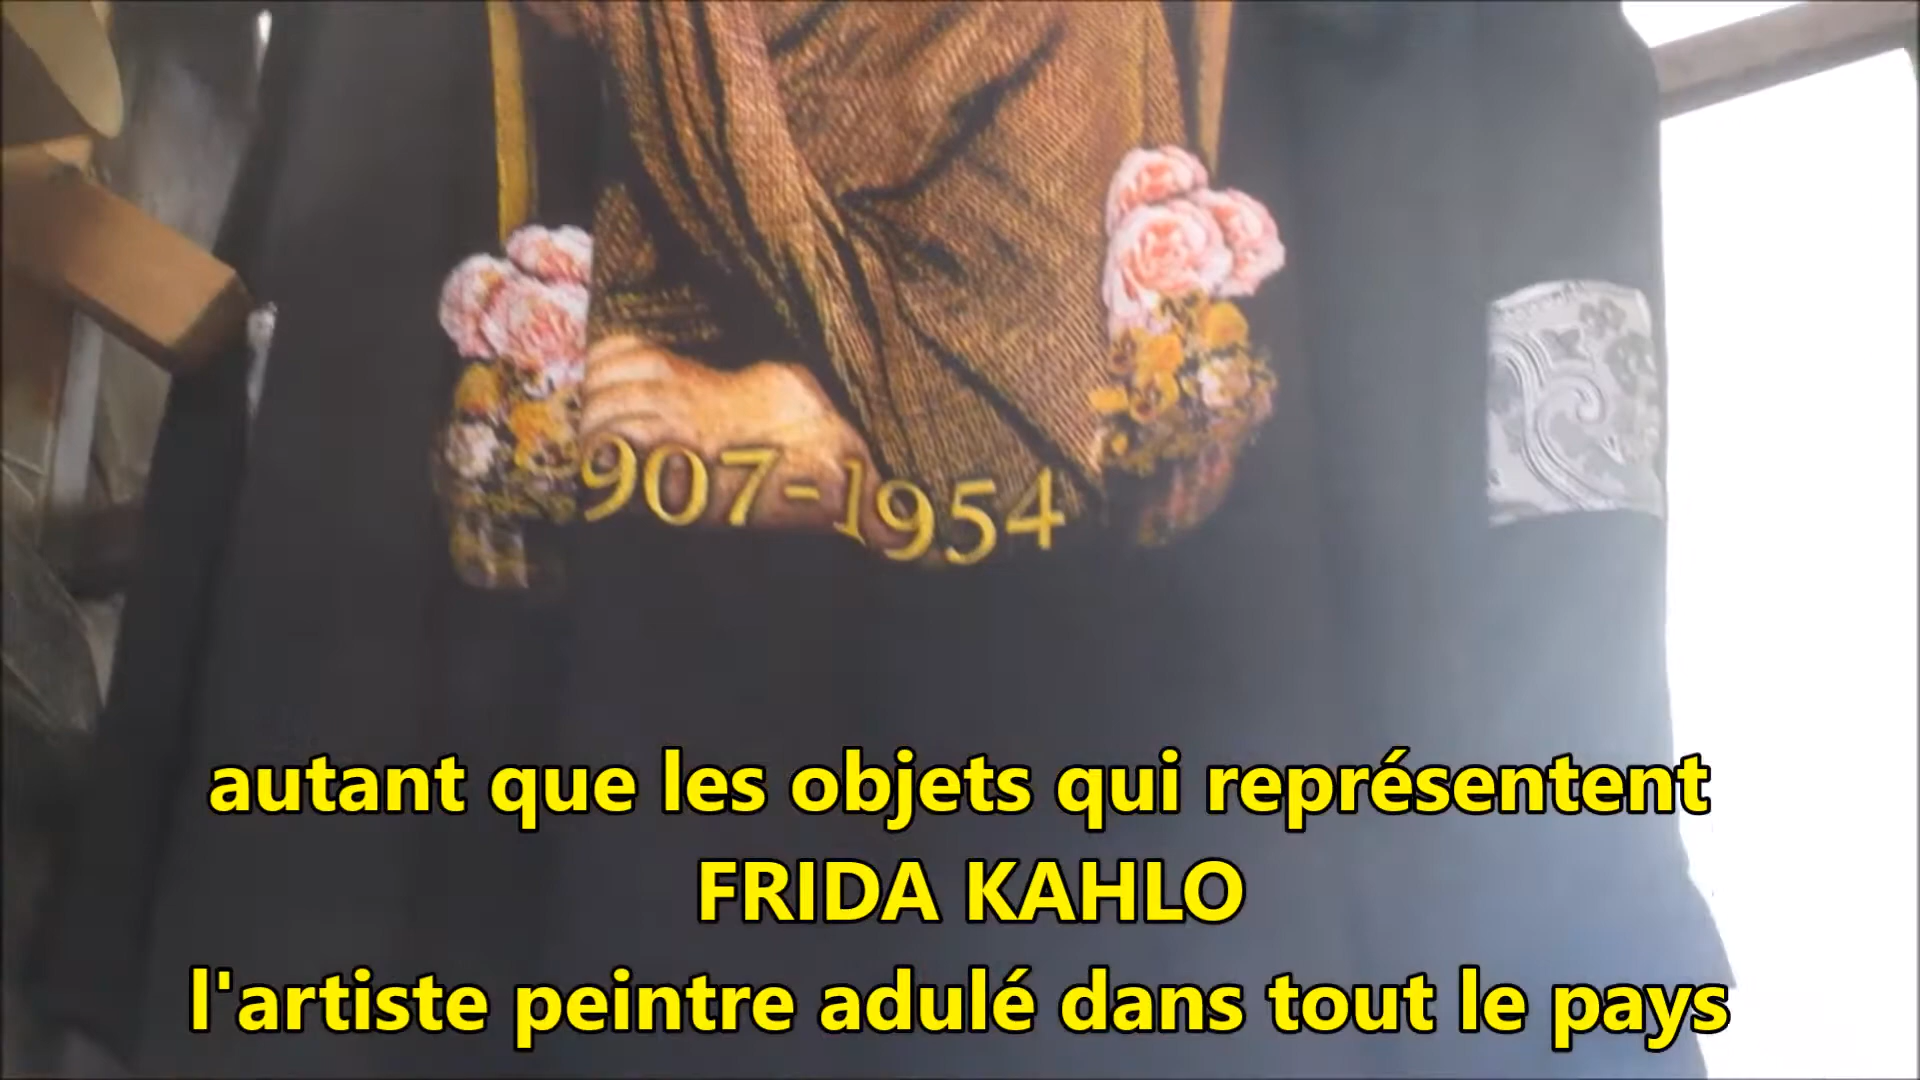 907-1954
autant que les objets qui représentent
FRIDA KAHLO
l'artiste peintre adulé dans tout le pays